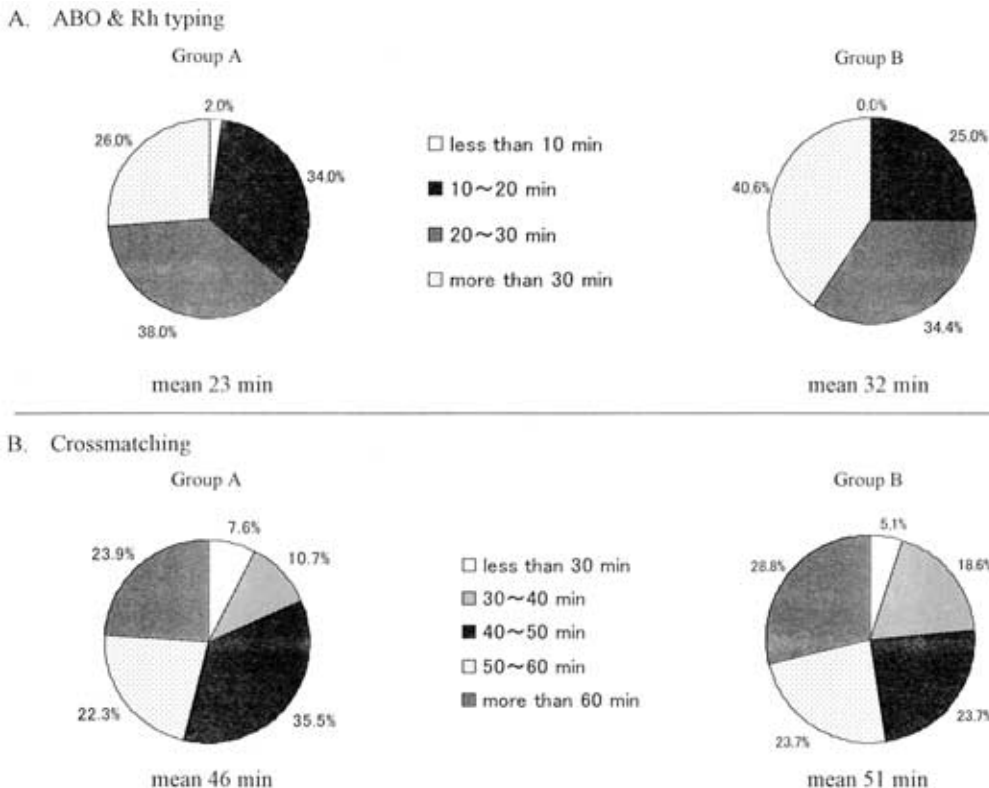 A. ABO & Rh typing
Group A
Group B
2.0%
26.0%
34.0%
38.0%
mean 23 min
less than 10 min
10～20 min
20～30 min
more than 30 min
0.0%
25.0%
40.6%
34.4%
mean 32 min
B. Crossmatching
Group A
Group B
7.6%
23.9%
10.7%
22.3%
35.5%
mean 46 min
less than 30 min
30～40 min
40～50 min
50～60 min
more than 60 min
5.1%
28.8%
18.6%
23.7%
23.7%
mean 51 min